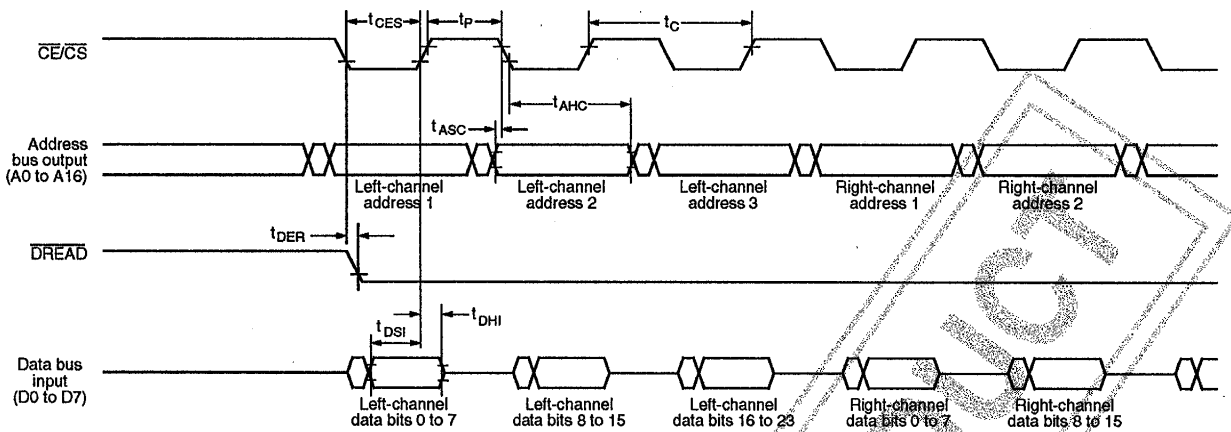 tCES
tP
tC
CE/CS
tAHC
tASC
Address
bus output
(A0 to A16)
Left-channel
address 1
Left-channel
address 2
Left-channel
address 3
Right-channel
address 1
Right-channel
address 2
tDER
DREAD
tDSI
tDHI
Data bus
input
(D0 to D7)
Left-channel
data bits 0 to 7
Left-channel
data bits 8 to 15
Left-channel
data bits 16 to 23
Right-channel
data bits 0 to 7
Right-channel
data bits 8 to 15